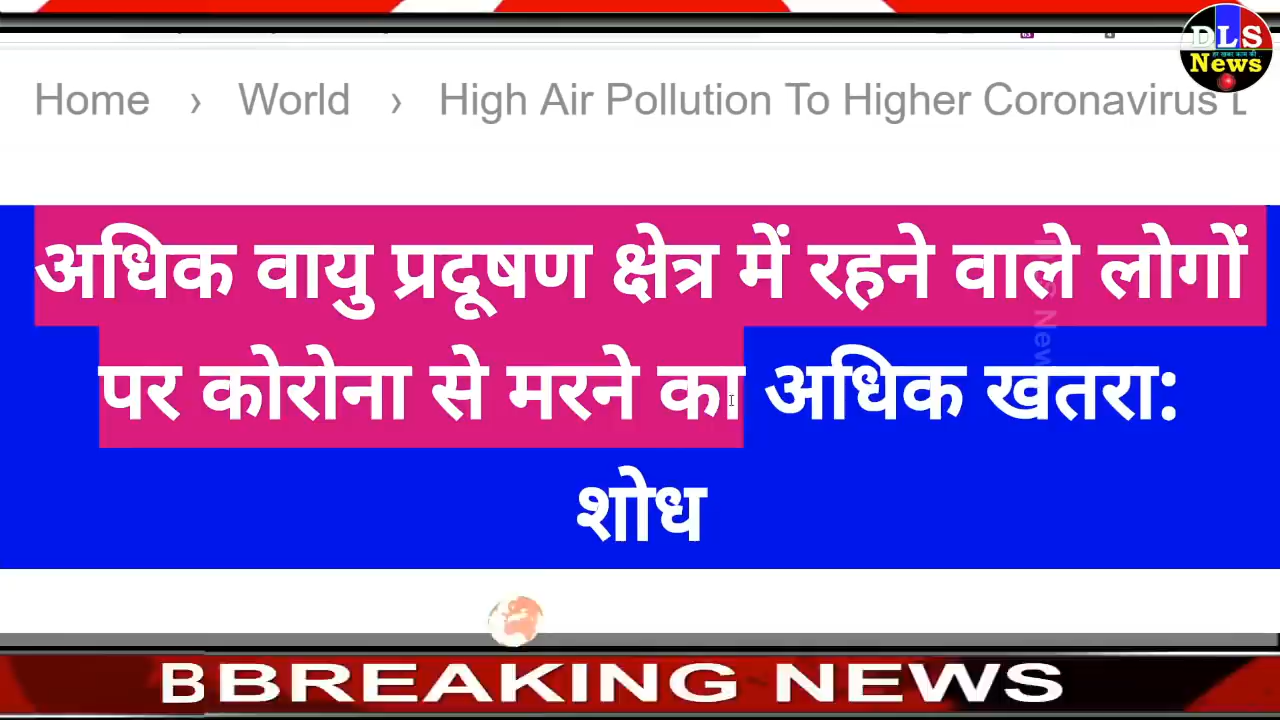 DLS
News
Home › World › High Air Pollution To Higher Coronavirus
अधिक वायु प्रदूषण क्षेत्र में रहने वाले लोगों
पर कोरोना से मरने का अधिक खतरा:
शोध
BBREAKING NEWS